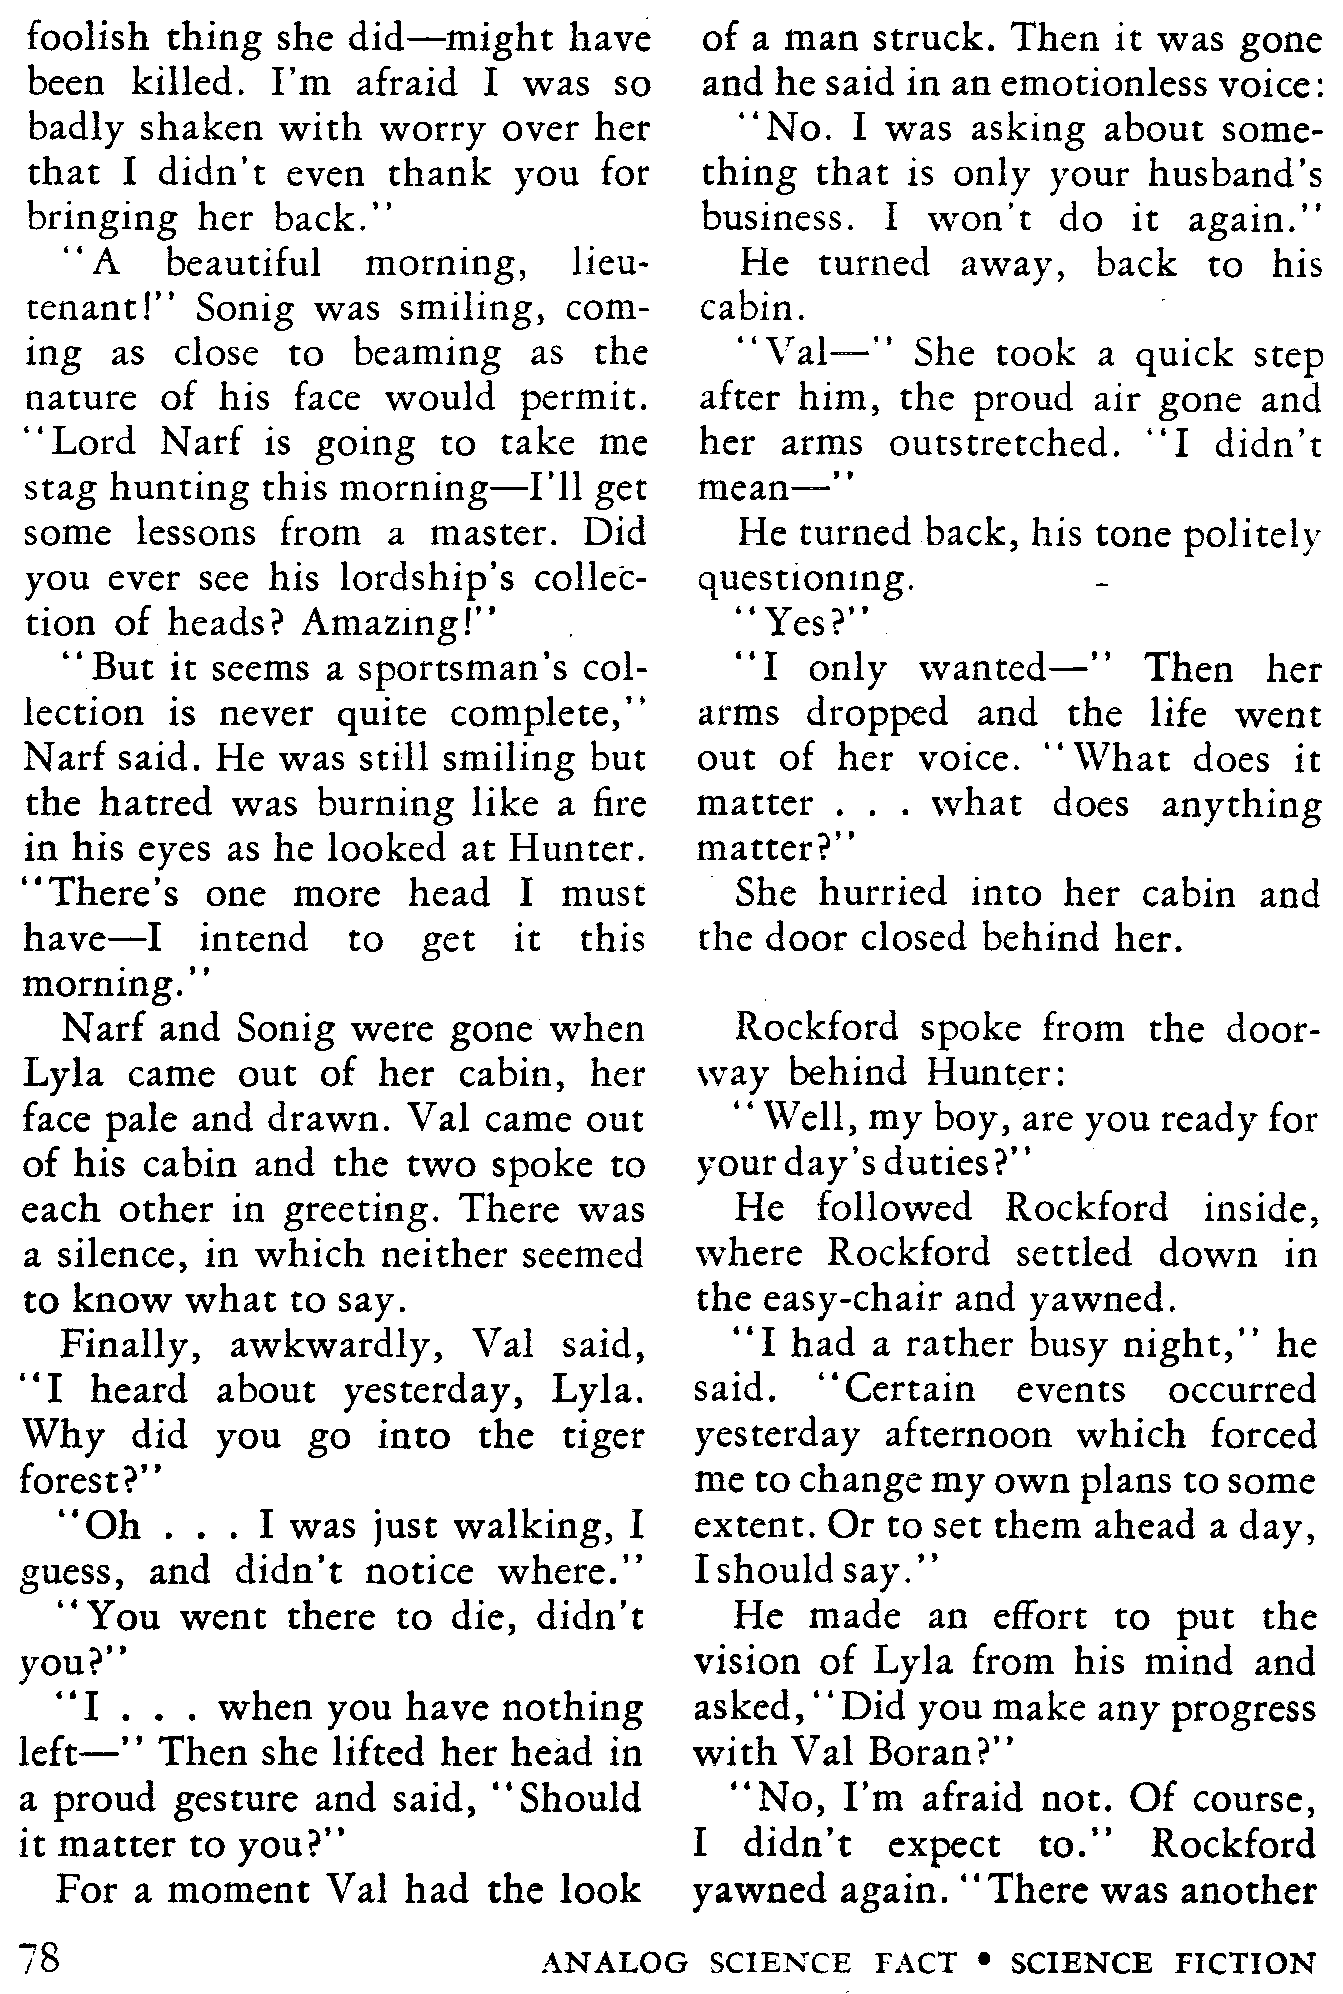 foolish thing she did—might have
been killed. I'm afraid I was so
badly shaken with worry over her
that I didn't even thank you for
bringing her back."
"A beautiful morning, lieu-
tenant!" Sonig was smiling, com-
ing as close to beaming as the
nature of his face would permit.
"Lord Narf is going to take me
stag hunting this morning—I'll get
some lessons from a master. Did
you ever see his lordship's collec-
tion of heads? Amazing!"
"But it seems a sportsman's col-
lection is never quite complete,"
Narf said. He was still smiling but
the hatred was burning like a fire
in his eyes as he looked at Hunter.
"There's one more head I must
have—I intend to get it this
morning."
Narf and Sonig were gone when
Lyla came out of her cabin, her
face pale and drawn. Val came out
of his cabin and the two spoke to
each other in greeting. There was
a silence, in which neither seemed
to know what to say.
Finally, awkwardly, Val said,
"I heard about yesterday, Lyla.
Why did you go into the tiger
forest?"
"Oh . . . I was just walking, I
guess, and didn't notice where."
"You went there to die, didn't
you?"
"I . . . when you have nothing
left—" Then she lifted her head in
a proud gesture and said, "Should
it matter to you?"
For a moment Val had the look
of a man struck. Then it was gone
and he said in an emotionless voice:
"No. I was asking about some-
thing that is only your husband's
business. I won't do it again."
He turned away, back to his
cabin.
"Val—" She took a quick step
after him, the proud air gone and
her arms outstretched. "I didn't
mean—"
He turned back, his tone politely
questioning.
"Yes?"
"I only wanted—" Then her
arms dropped and the life went
out of her voice. "What does it
matter . . . what does anything
matter?"
She hurried into her cabin and
the door closed behind her.
Rockford spoke from the door-
way behind Hunter:
"Well, my boy, are you ready for
your day's duties?"
He followed Rockford inside,
where Rockford settled down in
the easy-chair and yawned.
"I had a rather busy night," he
said. "Certain events occurred
yesterday afternoon which forced
me to change my own plans to some
extent. Or to set them ahead a day,
I should say."
He made an effort to put the
vision of Lyla from his mind and
asked, "Did you make any progress
with Val Boran?"
"No, I'm afraid not. Of course,
I didn't expect to." Rockford
yawned again. "There was another
78
ANALOG SCIENCE FACT • SCIENCE FICTION